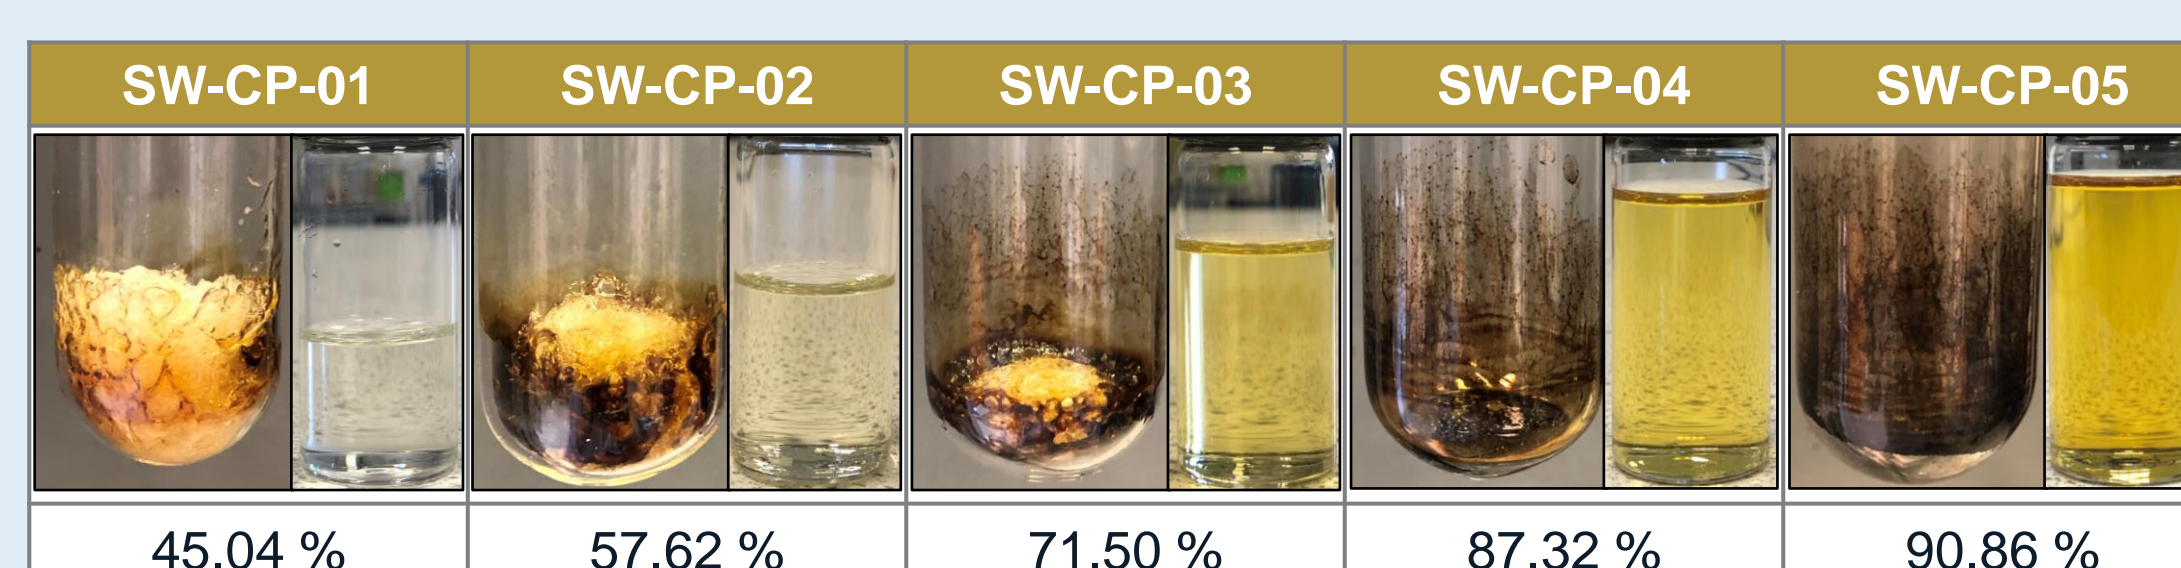 SW-CP-01 SW-CP-02 SW-CP-03 SW-CP-04 SW-CP-05
45.04 % 57.62 % 71.50 % 87.32 % 90.86 %